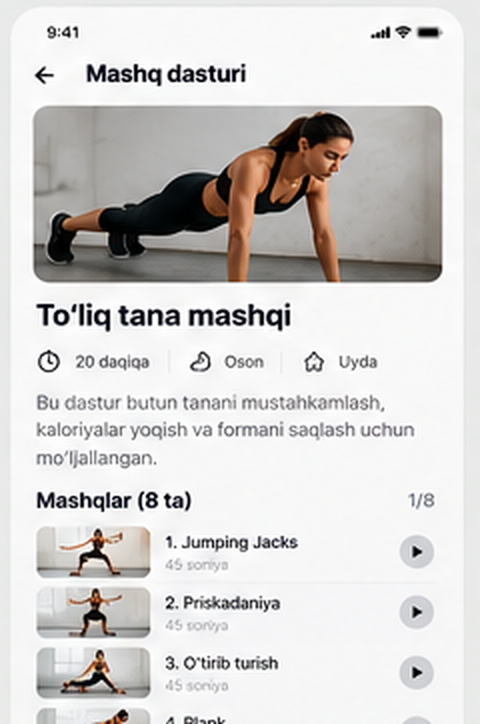 9:41
Mashq dasturi
To‘liq tana mashqi
20 daqiqa
Oson
Uyda
Bu dastur butun tanani mustahkamlash,
kaloriyalar yoqish va formani saqlash uchun
mo‘ljallangan.
Mashqlar (8 ta)
1/8
1. Jumping Jacks
45 soniya
2. Priskadaniya
45 soniya
3. O'tirib turish
45 soniya
4. Plank